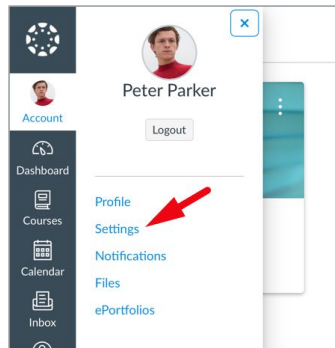 Account
Dashboard
Courses
Calendar
Inbox
×
Peter Parker
Logout
Profile
Settings
Notifications
Files
ePortfolios